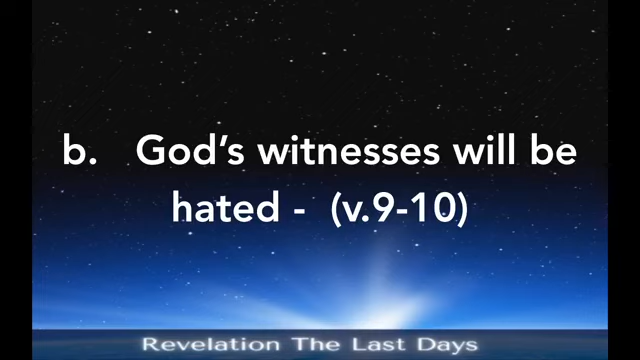 b. God’s witnesses will be
hated - (v.9-10)
Revelation The Last Days